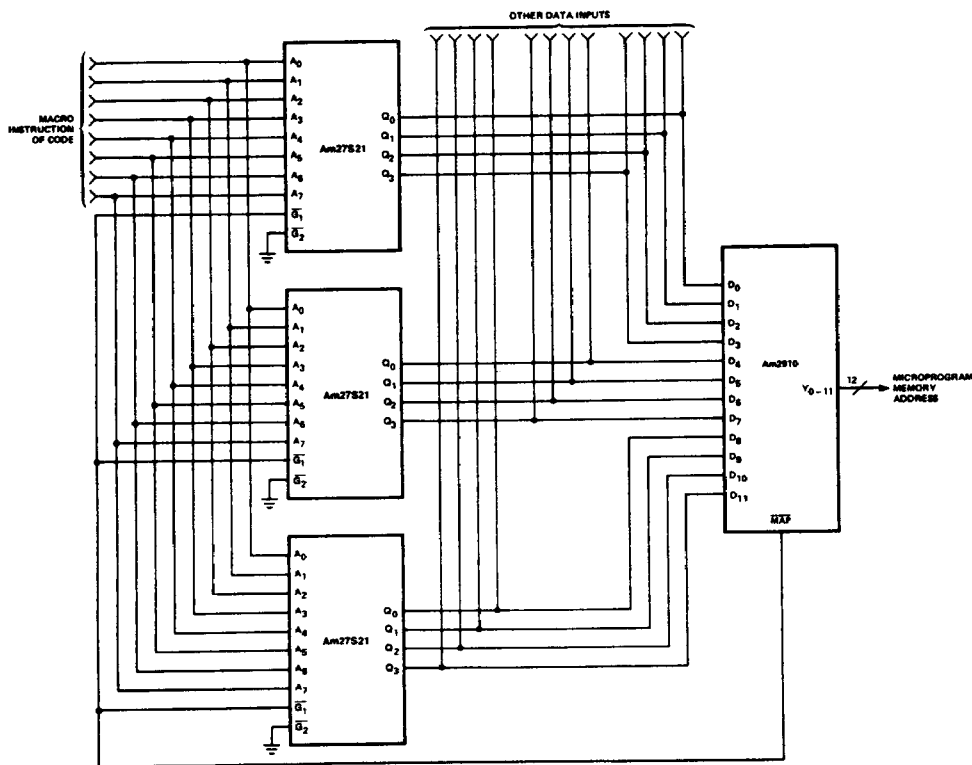 OTHER DATA INPUTS
MACRO
INSTRUCTION
OF CODE
A0
A1
A2
A3
A4
A5
A6
A7
G1
G2
Am27S21
Q0
Q1
Q2
Q3
A0
A1
A2
A3
A4
A5
A6
A7
G1
G2
Am27S21
Q0
Q1
Q2
Q3
A0
A1
A2
A3
A4
A5
A6
A7
G1
G2
Am27S21
Q0
Q1
Q2
Q3
D0
D1
D2
D3
D4
D5
D6
D7
D8
D9
D10
D11
Am2910
Y0-11
MAP
12
MICROPROGRAM
MEMORY
ADDRESS